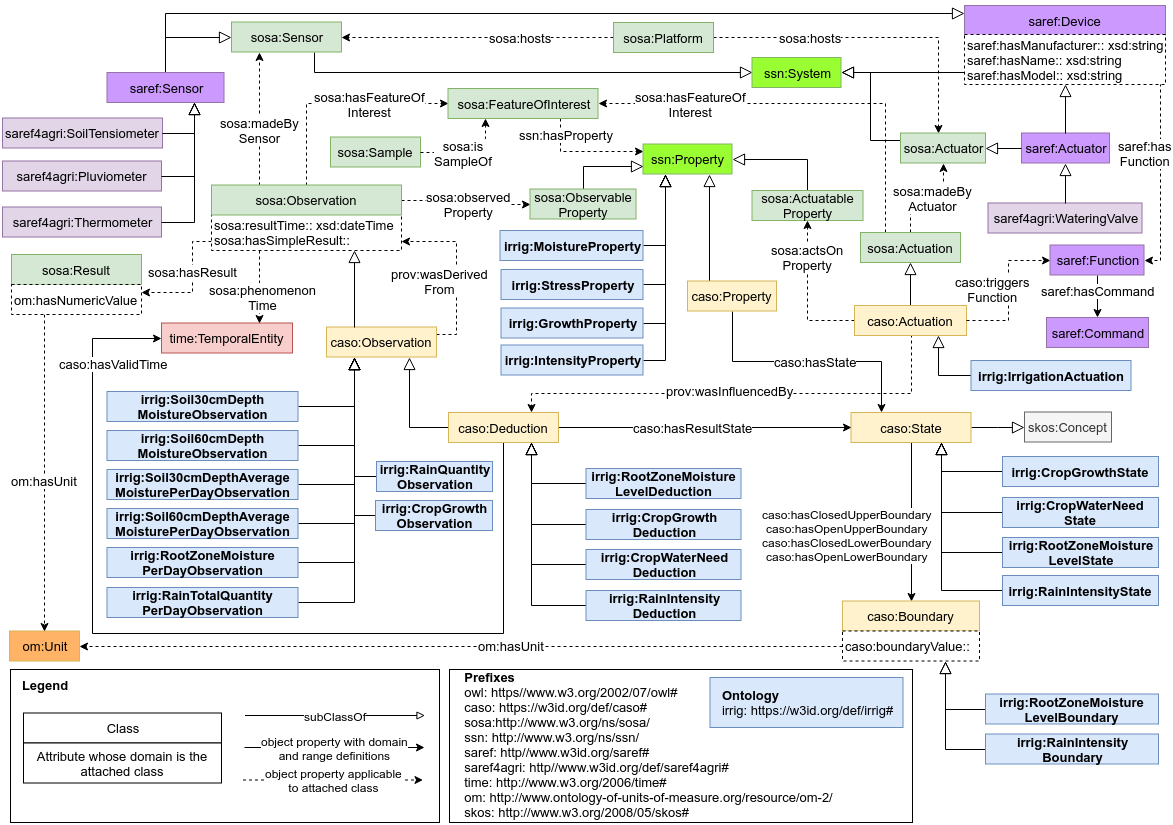 saref:Device
saref:hasManufacturer:: xsd:string
saref:hasName:: xsd:string
saref:hasModel:: xsd:string
sosa:Sensor
sosa:hosts
sosa:Platform
sosa:hosts
ssn:System
saref:Sensor
sosa:hasFeatureOf
Interest
sosa:FeatureOfInterest
sosa:hasFeatureOf
Interest
sosa:madeBy
Sensor
ssn:hasProperty
saref4agri:SoilTensiometer
sosa:Sample
sosa:is
SampleOf
ssn:Property
sosa:Actuator
saref:Actuator
saref:has
Function
saref4agri:Pluviometer
saref4agri:Thermometer
sosa:Observation
sosa:resultTime:: xsd:dateTime
sosa:hasSimpleResult::
sosa:observed
Property
sosa:Observable
Property
sosa:Actuatable
Property
sosa:madeBy
Actuator
saref4agri:WateringValve
sosa:Result
om:hasNumericValue
sosa:hasResult
sosa:phenomenon
Time
prov:wasDerived
From
irrig:MoistureProperty
irrig:StressProperty
irrig:GrowthProperty
irrig:IntensityProperty
caso:Property
sosa:actsOn
Property
sosa:Actuation
saref:Function
caso:triggers
Function
saref:hasCommand
saref:Command
caso:Actuation
time:TemporalEntity
caso:hasValidTime
caso:Observation
caso:hasState
irrig:IrrigationActuation
prov:wasInfluencedBy
irrig:Soil30cmDepth
MoistureObservation
irrig:Soil60cmDepth
MoistureObservation
irrig:Soil30cmDepthAverage
MoisturePerDayObservation
irrig:Soil60cmDepthAverage
MoisturePerDayObservation
irrig:RootZoneMoisture
PerDayObservation
irrig:RainTotalQuantity
PerDayObservation
irrig:RainQuantity
Observation
irrig:CropGrowth
Observation
caso:Deduction
caso:hasResultState
caso:State
skos:Concept
irrig:RootZoneMoisture
LevelDeduction
irrig:CropGrowth
Deduction
irrig:CropWaterNeed
Deduction
irrig:RainIntensity
Deduction
caso:hasClosedUpperBoundary
caso:hasOpenUpperBoundary
caso:hasClosedLowerBoundary
caso:hasOpenLowerBoundary
irrig:CropGrowthState
irrig:CropWaterNeed
State
irrig:RootZoneMoisture
LevelState
irrig:RainIntensityState
om:hasUnit
om:Unit
om:hasUnit
caso:Boundary
caso:boundaryValue::
irrig:RootZoneMoisture
LevelBoundary
irrig:RainIntensity
Boundary
Legend
Class
Attribute whose domain is the
attached class
subClassOf
object property with domain
and range definitions
object property applicable
to attached class
Prefixes
owl: https//www.w3.org/2002/07/owl#
caso: https://w3id.org/def/caso#
sosa:http://www.w3.org/ns/sosa/
ssn: http://www.w3.org/ns/ssn/
saref: http//www.w3id.org/saref#
saref4agri: http//www.w3id.org/def/saref4agri#
time: http://www.w3.org/2006/time#
om: http://www.ontology-of-units-of-measure.org/resource/om-2/
skos: http://www.w3.org/2008/05/skos#
Ontology
irrig: https://w3id.org/def/irrig#